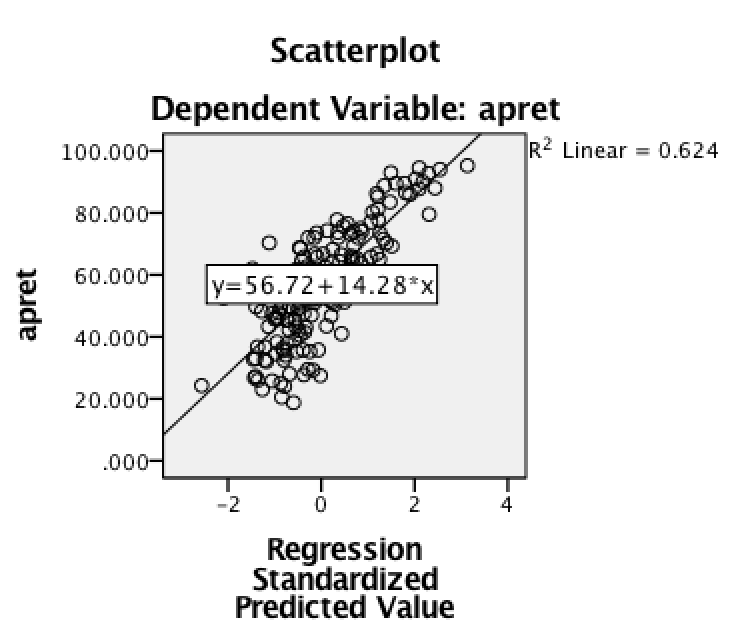 Scatterplot
Dependent Variable: apret
R² Linear = 0.624
100.000
80.000
60.000
40.000
20.000
.000
apret
y=56.72+14.28*x
-2
0
2
4
Regression
Standardized
Predicted Value